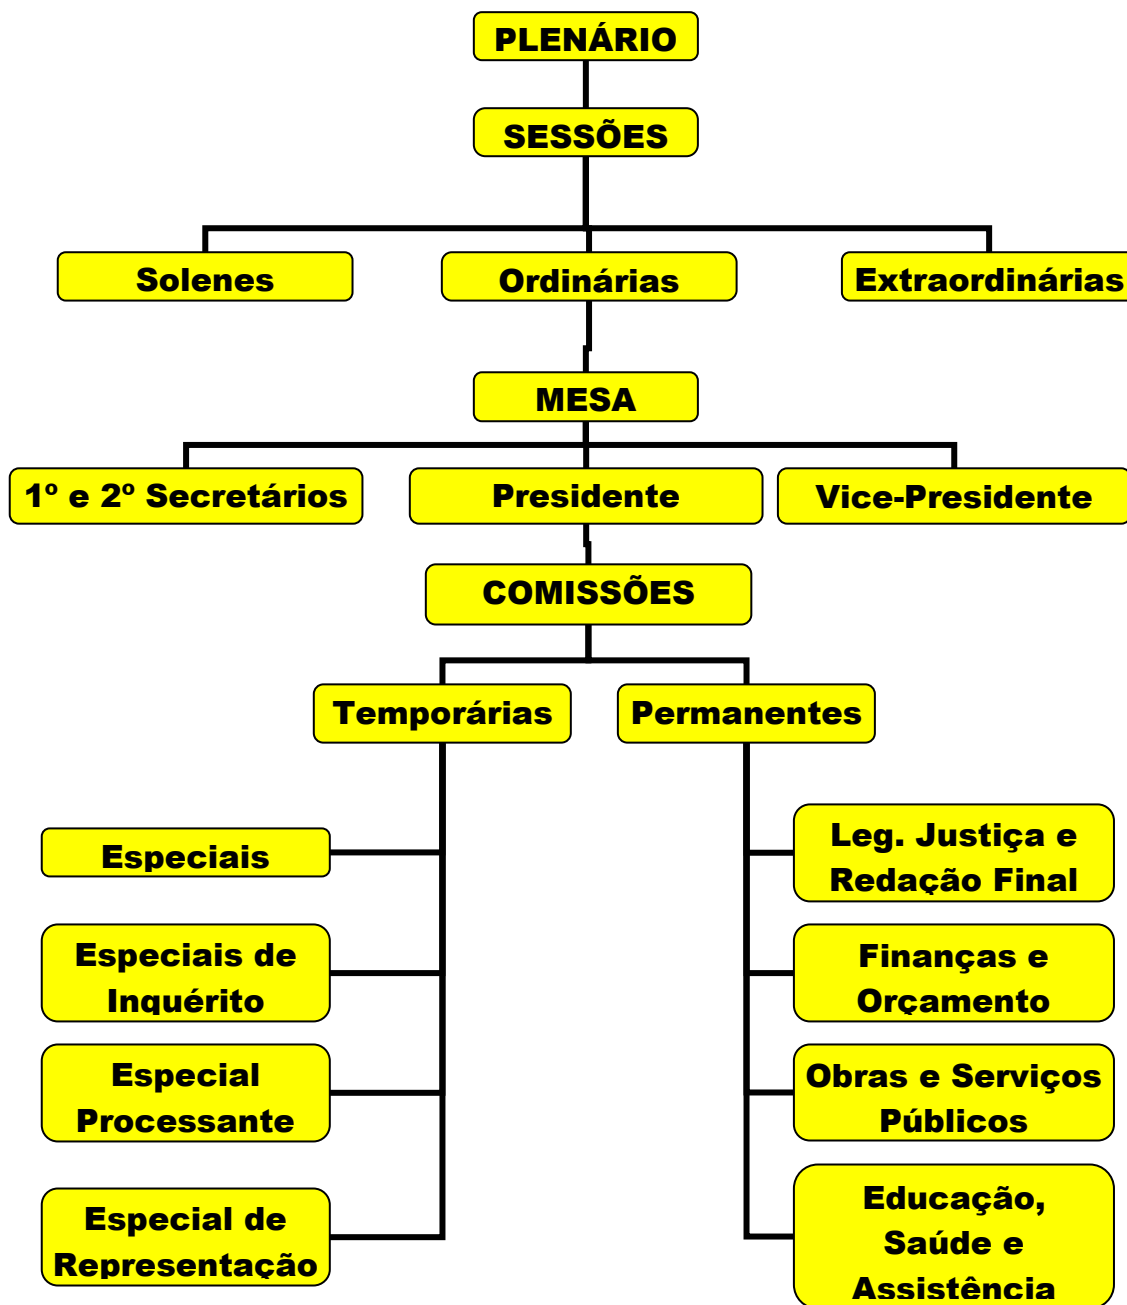 PLENÁRIO
SESSÕES
Solenes
Ordinárias
Extraordinárias
MESA
1º e 2º Secretários
Presidente
Vice-Presidente
COMISSÕES
Temporárias
Permanentes
Especiais
Especiais de
Inquérito
Especial
Processante
Especial de
Representação
Leg. Justiça e
Redação Final
Finanças e
Orçamento
Obras e Serviços
Públicos
Educação,
Saúde e
Assistência